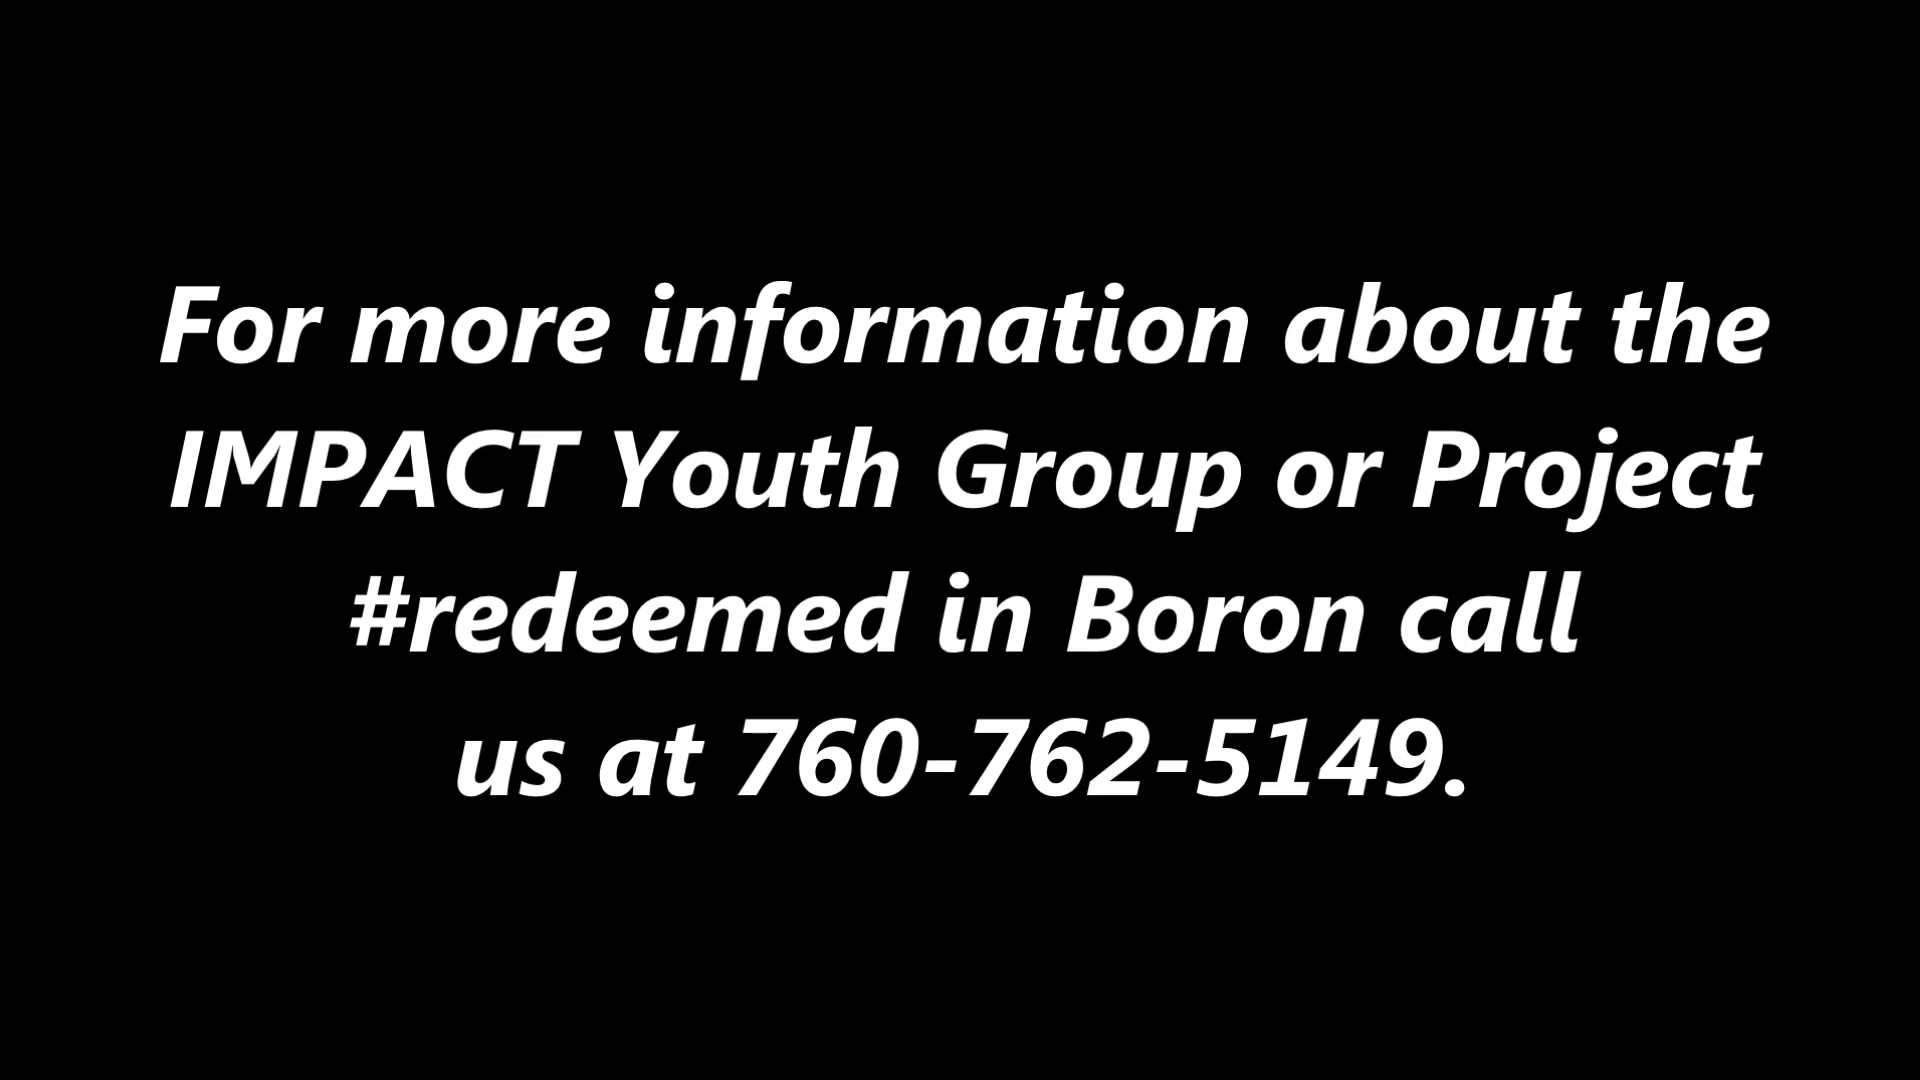 For more information about the
IMPACT Youth Group or Project
#redeemed in Boron call
us at 760-762-5149.